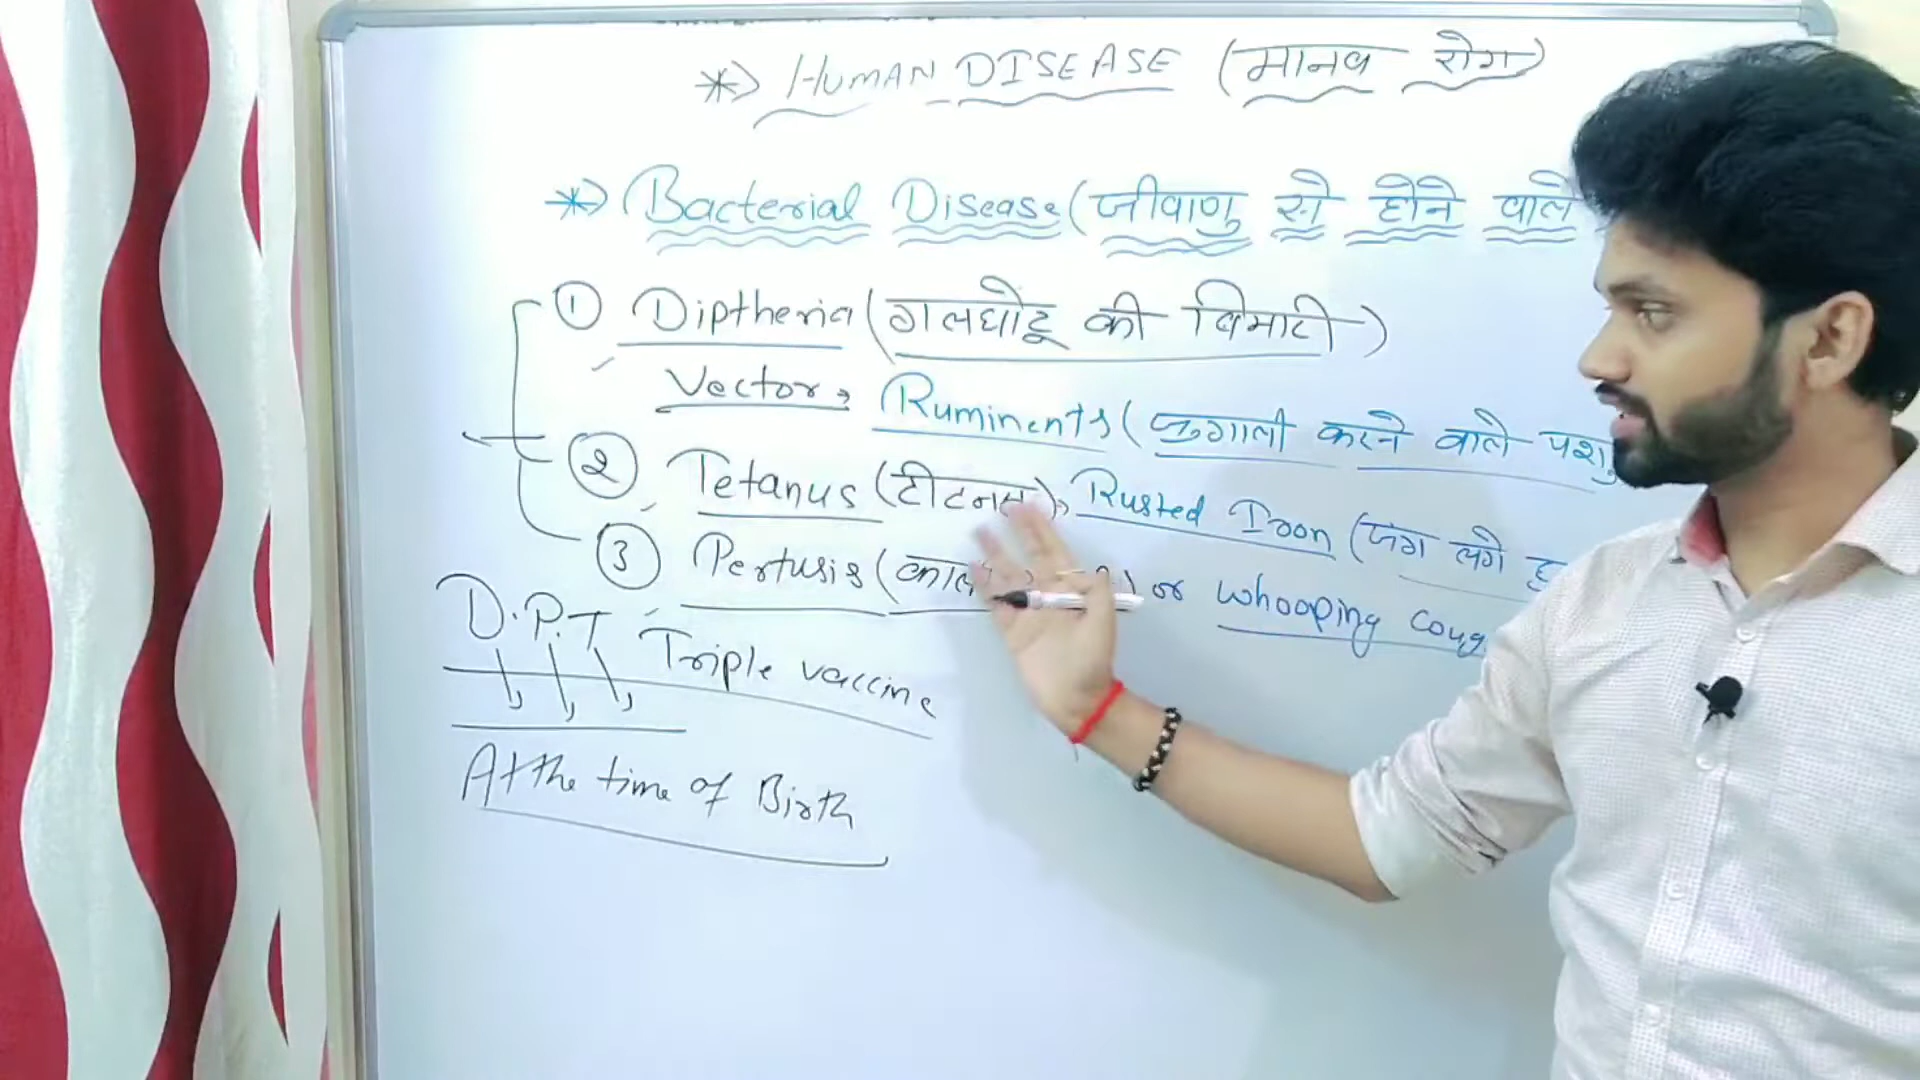 *) HUMAN DISEASE (मानव रोग)
*) Bacterial Disease (जीवाणु से होने वाले
① Diptheria (गलघोटू की विमारी)
Vector → Ruminents (जुगाली करने वाले पशु
② Tetanus (टीटनस) → Rusted Iron (जंग लगे
③ Pertusis ( or whooping
D.P.T, Triple vaccine
At the time of Birth